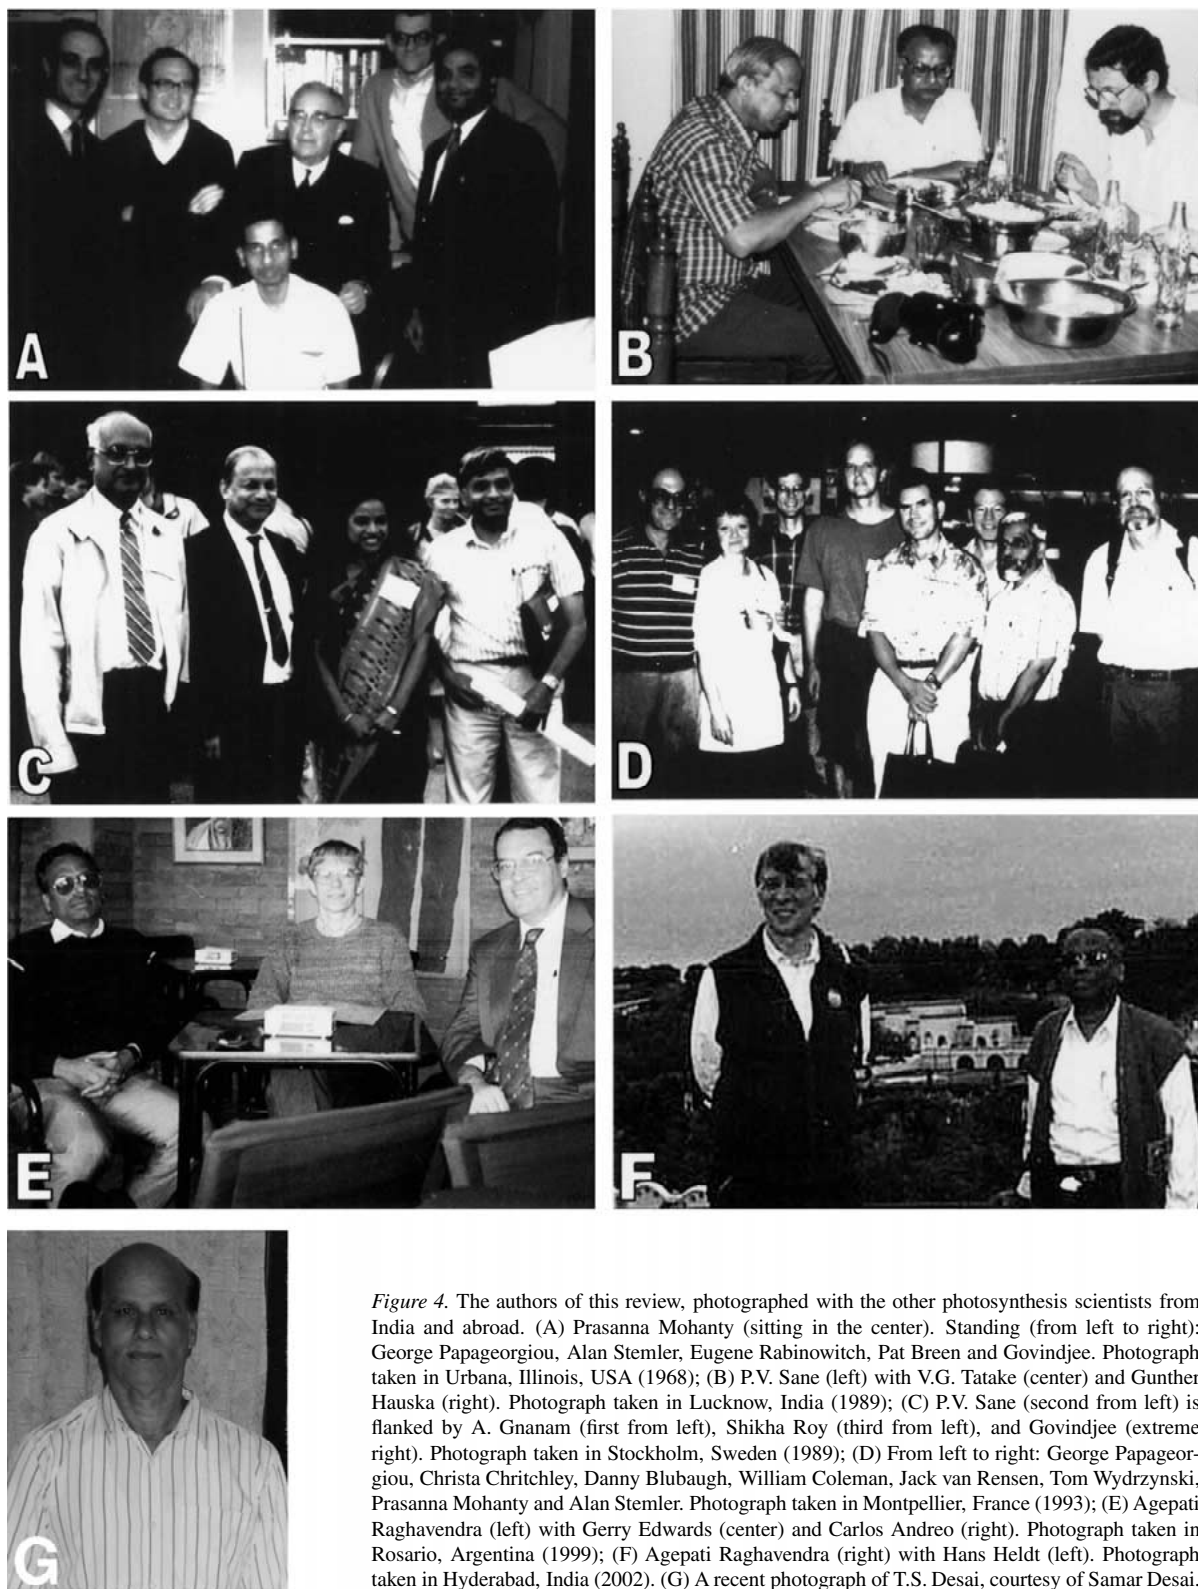 A
B
C
D
E
F
G
Figure 4. The authors of this review, photographed with the other photosynthesis scientists from
India and abroad. (A) Prasanna Mohanty (sitting in the center). Standing (from left to right):
George Papageorgiou, Alan Stemler, Eugene Rabinowitch, Pat Breen and Govindjee. Photograph
taken in Urbana, Illinois, USA (1968); (B) P.V. Sane (left) with V.G. Tatake (center) and Gunther
Hauska (right). Photograph taken in Lucknow, India (1989); (C) P.V. Sane (second from left) is
flanked by A. Gnanam (first from left), Shikha Roy (third from left), and Govindjee (extreme
right). Photograph taken in Stockholm, Sweden (1989); (D) From left to right: George Papageor-
giou, Christa Chritchley, Danny Blubaugh, William Coleman, Jack van Rensen, Tom Wydrzynski,
Prasanna Mohanty and Alan Stemler. Photograph taken in Montpellier, France (1993); (E) Agepati
Raghavendra (left) with Gerry Edwards (center) and Carlos Andreo (right). Photograph taken in
Rosario, Argentina (1999); (F) Agepati Raghavendra (right) with Hans Heldt (left). Photograph
taken in Hyderabad, India (2002). (G) A recent photograph of T.S. Desai, courtesy of Samar Desai.